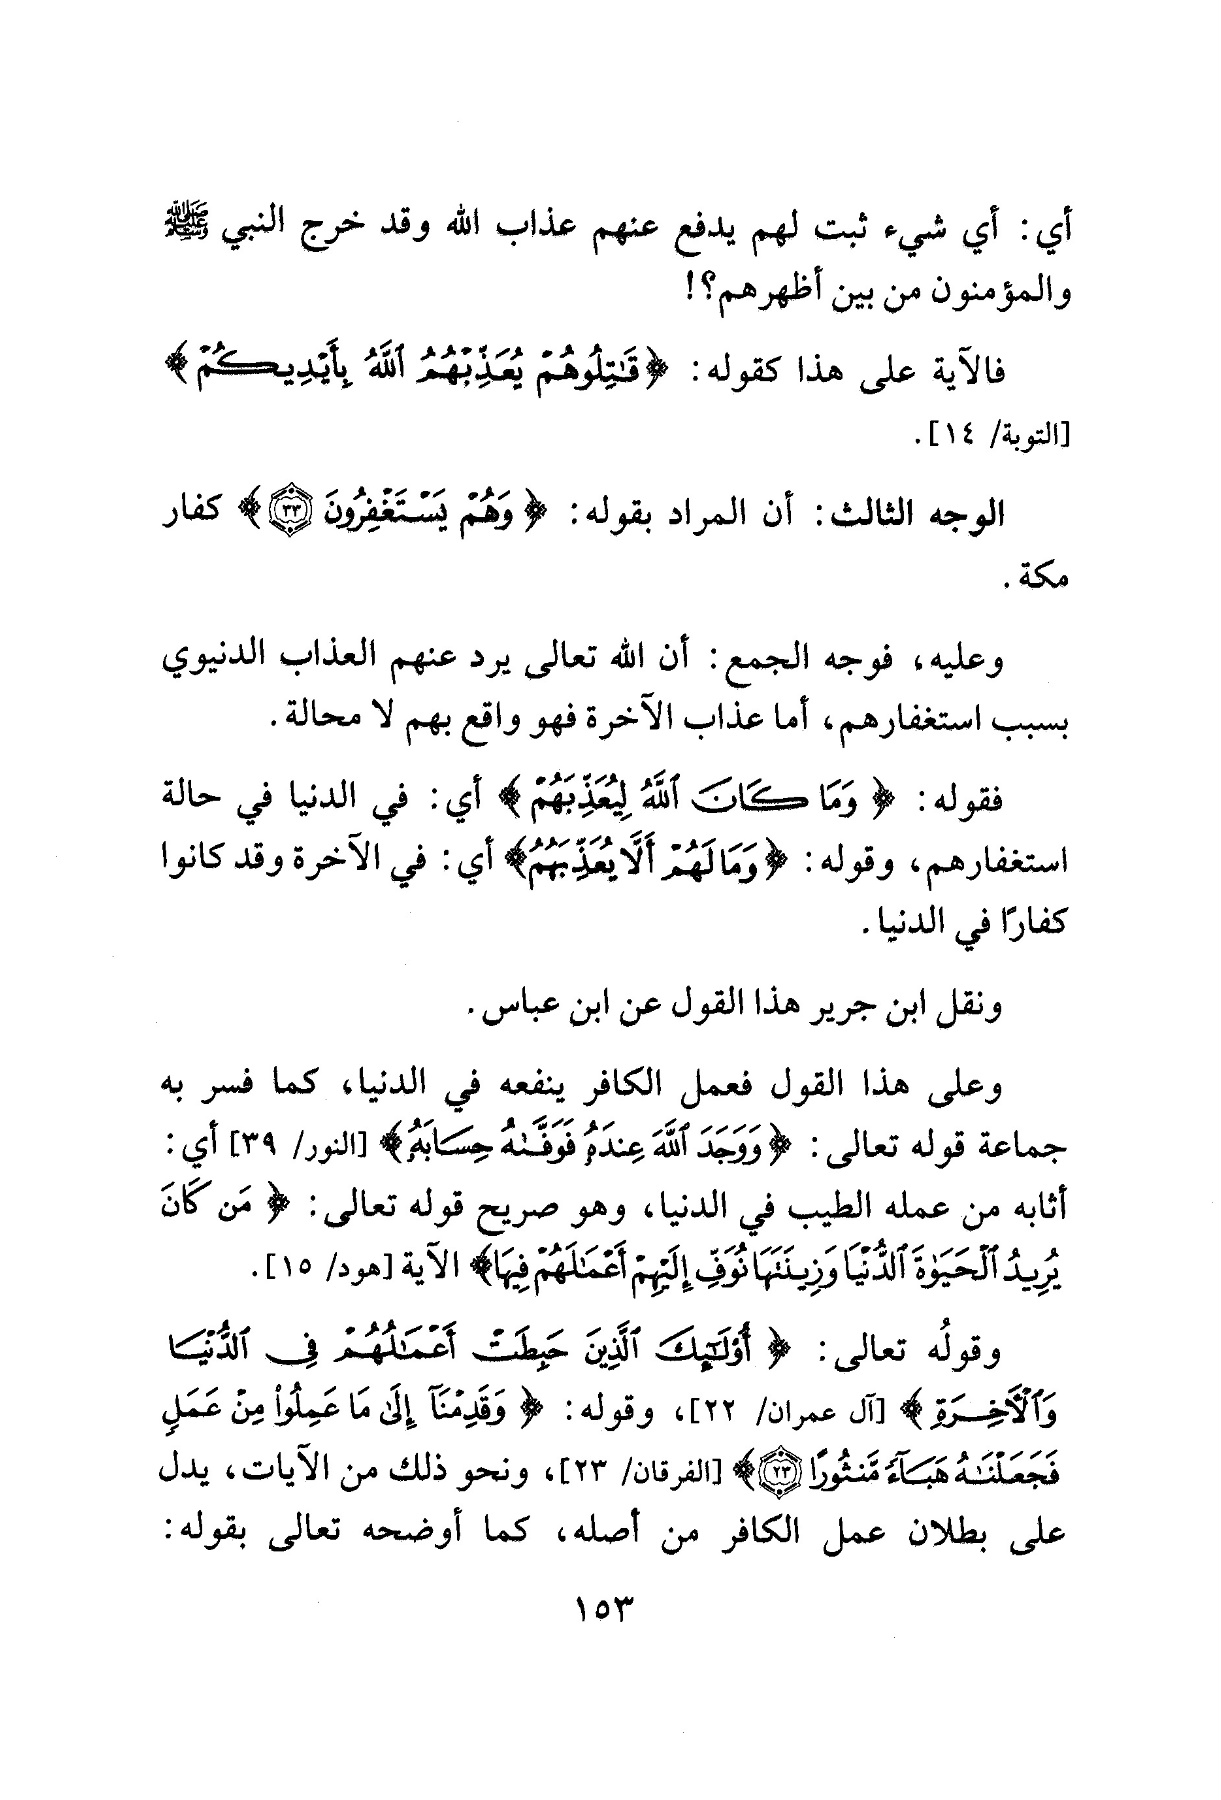 أي: أي شيء ثبت لهم يدفع عنهم عذاب الله وقد خرج النبي ﷺ
والمؤمنون من بين أظهرهم؟!
فالآية على هذا كقوله: ﴿قَٰتِلُوهُمْ يُعَذِّبْهُمُ ٱللَّهُ بِأَيْدِيكُمْ﴾
[التوبة/ ١٤].
الوجه الثالث: أن المراد بقوله: ﴿وَهُمْ يَسْتَغْفِرُونَ ٣٣﴾ كفار
مكة.
وعليه، فوجه الجمع: أن الله تعالى يرد عنهم العذاب الدنيوي
بسبب استغفارهم، أما عذاب الآخرة فهو واقع بهم لا محالة.
فقوله: ﴿وَمَا كَانَ ٱللَّهُ لِيُعَذِّبَهُمْ﴾ أي: في الدنيا في حالة
استغفارهم، وقوله: ﴿وَمَا لَهُمْ أَلَّا يُعَذِّبَهُمُ﴾ أي: في الآخرة وقد كانوا
كفارًا في الدنيا.
ونقل ابن جرير هذا القول عن ابن عباس.
وعلى هذا القول فعمل الكافر ينفعه في الدنيا، كما فسر به
جماعة قوله تعالى: ﴿وَوَجَدَ ٱللَّهَ عِندَهُۥ فَوَفَّىٰهُ حِسَابَهُۥ﴾ [النور/ ٣٩] أي:
أثابه من عمله الطيب في الدنيا، وهو صريح قوله تعالى: ﴿مَن كَانَ
يُرِيدُ ٱلْحَيَوٰةَ ٱلدُّنْيَا وَزِينَتَهَا نُوَفِّ إِلَيْهِمْ أَعْمَٰلَهُمْ فِيهَا﴾ الآية [هود/ ١٥].
وقولُه تعالى: ﴿أُو۟لَٰٓئِكَ ٱلَّذِينَ حَبِطَتْ أَعْمَٰلُهُمْ فِى ٱلدُّنْيَا
وَٱلْأَخِرَةِ﴾ [آل عمران/ ٢٢]، وقوله: ﴿وَقَدِمْنَآ إِلَىٰ مَا عَمِلُوا۟ مِنْ عَمَلٍ
فَجَعَلْنَٰهُ هَبَآءً مَّنثُورًا ٢٣﴾ [الفرقان/ ٢٣]، ونحو ذلك من الآيات، يدل
على بطلان عمل الكافر من أصله، كما أوضحه تعالى بقوله:
١٥٣